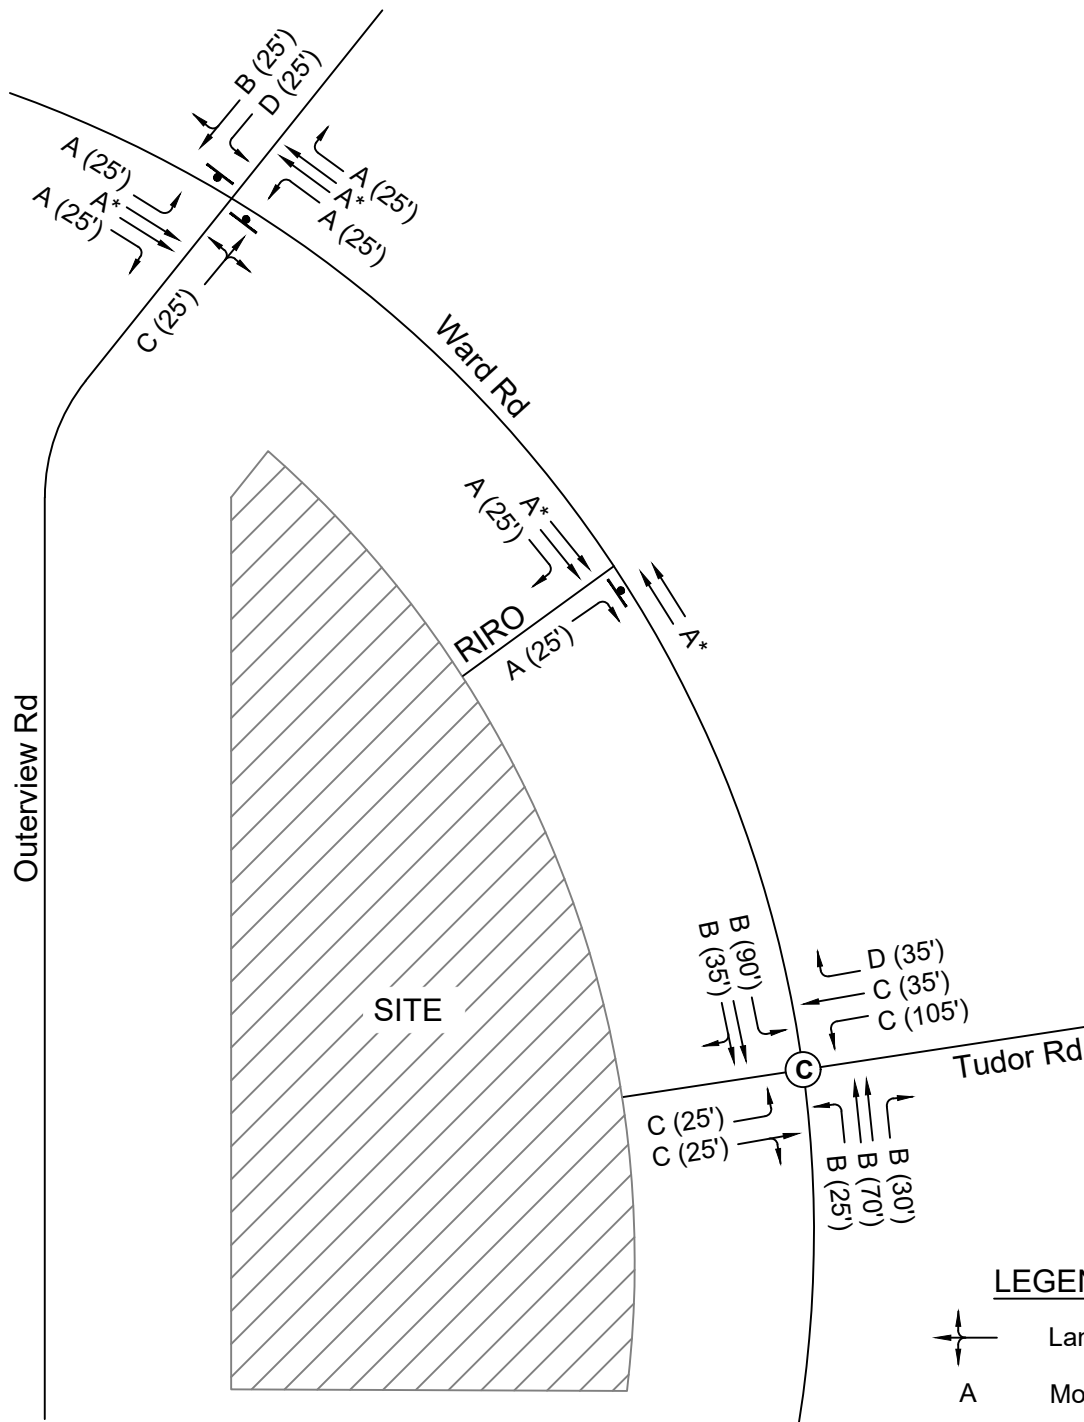 B (25')
D (25')
A (25')
A*
A (25')
A (25')
A*
A (25')
C (25')
Ward Rd
A*
A (25')
RIRO
A (25')
A*
Outerview Rd
SITE
B (90')
B (35')
D (35')
C (35')
C (105')
C
Tudor Rd
C (25')
C (25')
B (25')
B (70')
B (30')
LEGEN
Lar
A
Mo